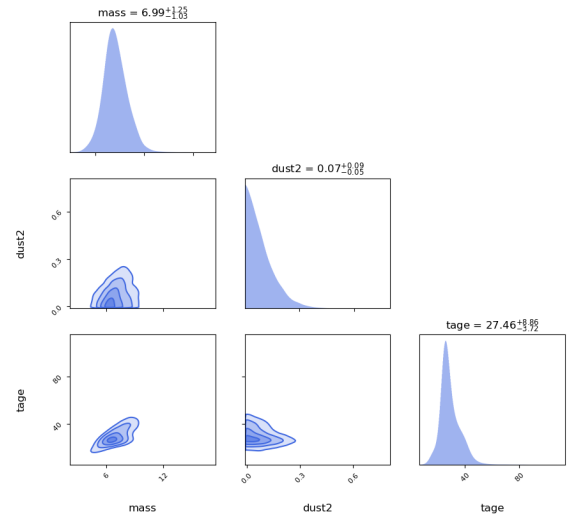 mass = 6.99+1.25 −1.03
dust2 = 0.07+0.09 −0.05
dust2
0.6
0.3
0.0
tage = 27.46+8.86 −3.72
tage
80
40
6
12
0.0
0.3
0.6
40
80
mass
dust2
tage